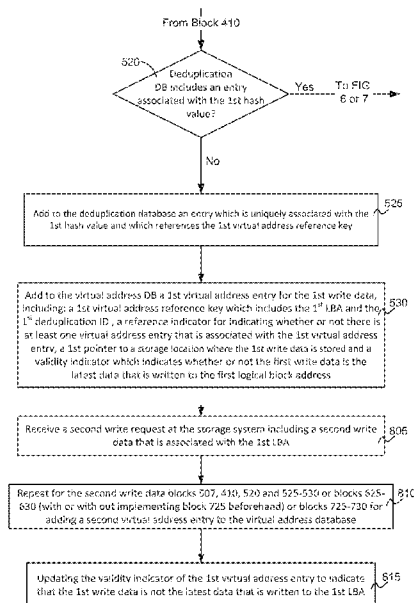 From Block 410
520
Deduplication
DB includes an entry
associated with the 1st hash
value?
Yes
To FIG
6 or 7
No
Add to the deduplication database an entry which is uniquely associated with the
1st hash value and which references the 1st virtual address reference key
525
Add to the virtual address DB a 1st virtual address entry for the 1st write data,
including: a 1st virtual address reference key which includes the 1st LBA and the
1st deduplication ID , a reference indicator for indicating whether or not there is
at least one virtual address entry that is associated with the 1st virtual address
entry, a 1st pointer to a storage location where the 1st write data is stored and a
validity indicator which indicates whether or not the first write data is the
latest data that is written to the first logical block address
530
Receive a second write request at the storage system including a second write
data that is associated with the 1st LBA
805
Repeat for the second write data blocks 507, 410, 520 and 525-530 or blocks 625-
630 (with or with out implementing block 725 beforehand) or blocks 725-730 for
adding a second virtual address entry to the virtual address database
810
Updating the validity indicator of the 1st virtual address entry to indicate
that the 1st write data is not the latest data that is written to the 1st LBA
815